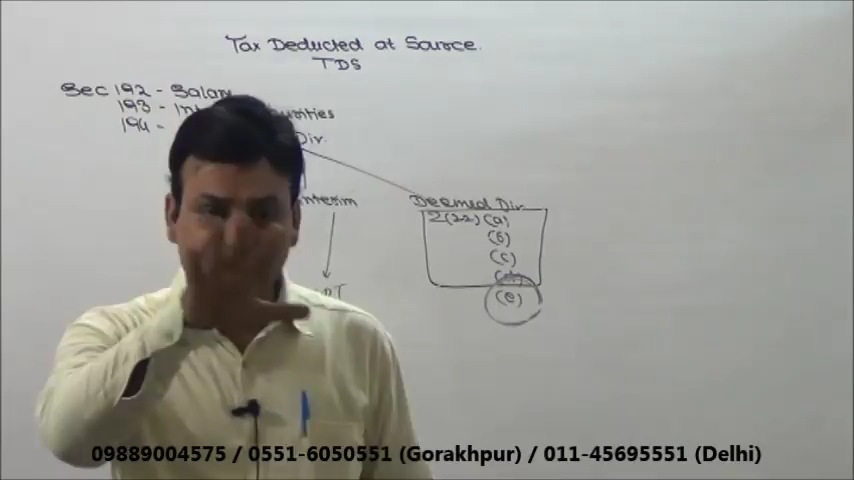 Tax Deducted at Source.
TDS
Sec 192 - Salary
193 - Int
194 -
Div.
Interim
Deemed Div
2(22)(a)
(b)
(c)
(d)
(e)
09889004575 / 0551-6050551 (Gorakhpur) / 011-45695551 (Delhi)